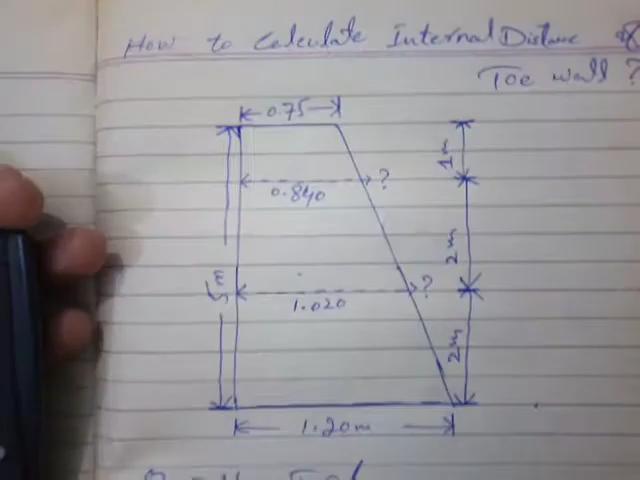 How to Calculate Internal Distane of
Toe wall ?
0.75
1m
0.840
?
2m
5m
1.020
?
2m
1.20m